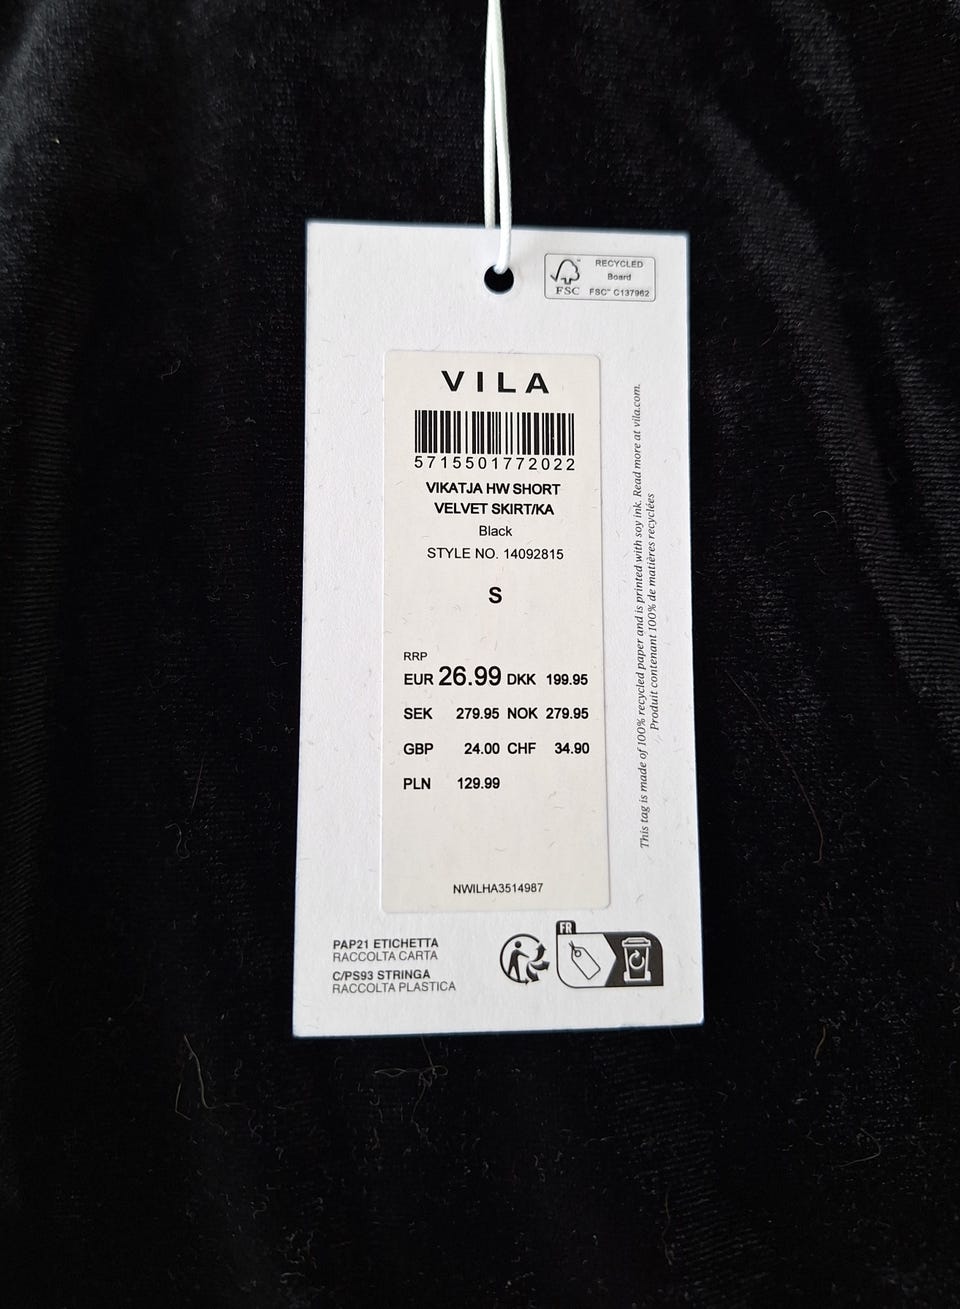 RECYCLED
Board
FSC
FSC™ C137962
VILA
5715501772022
VIKATJA HW SHORT
VELVET SKIRT/KA
Black
STYLE NO. 14092815
S
RRP
EUR 26.99 DKK 199.95
SEK 279.95 NOK 279.95
GBP 24.00 CHF 34.90
PLN 129.99
NWILHA3514987
This tag is made of 100% recycled paper and is printed with soy ink. Read more at vila.com.
Produit contenant 100% de matières recyclées
PAP21 ETICHETTA
RACCOLTA CARTA
C/PS93 STRINGA
RACCOLTA PLASTICA
FR